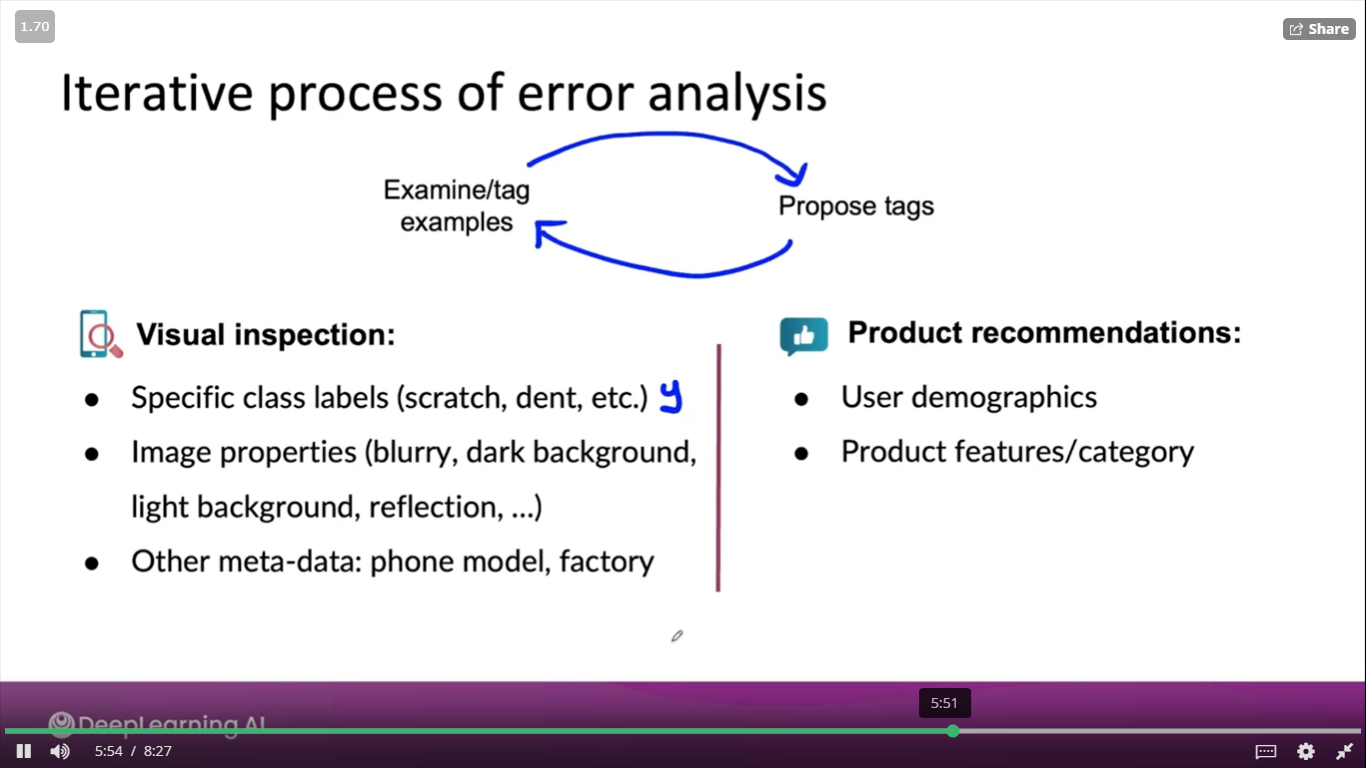 1.70
Share
Iterative process of error analysis
Examine/tag
examples
Propose tags
Visual inspection:
● Specific class labels (scratch, dent, etc.) y
● Image properties (blurry, dark background,
light background, reflection, ...)
● Other meta-data: phone model, factory
Product recommendations:
● User demographics
● Product features/category
DeepLearning.AI
5:51
5:54 / 8:27